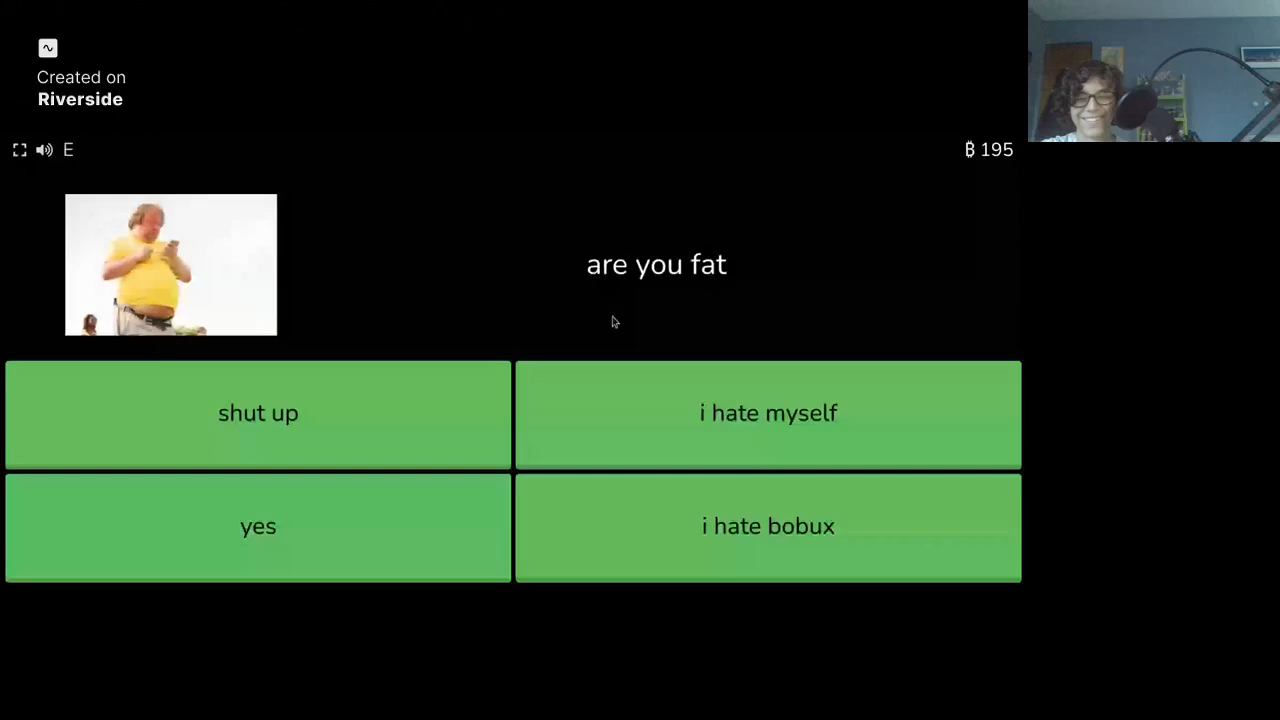 Created on
Riverside
E
₿ 195
are you fat
shut up
i hate myself
yes
i hate bobux